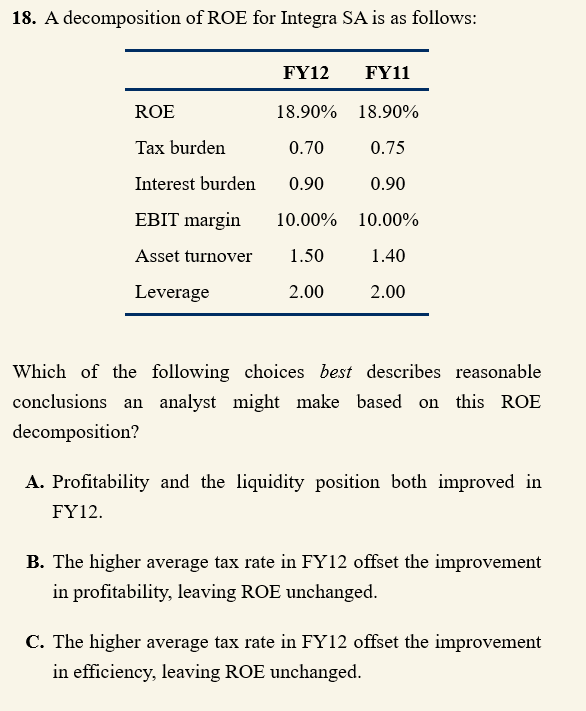 18. A decomposition of ROE for Integra SA is as follows:
FY12 FY11
ROE 18.90% 18.90%
Tax burden 0.70 0.75
Interest burden 0.90 0.90
EBIT margin 10.00% 10.00%
Asset turnover 1.50 1.40
Leverage 2.00 2.00
Which of the following choices best describes reasonable
conclusions an analyst might make based on this ROE
decomposition?
A. Profitability and the liquidity position both improved in
FY12.
B. The higher average tax rate in FY12 offset the improvement
in profitability, leaving ROE unchanged.
C. The higher average tax rate in FY12 offset the improvement
in efficiency, leaving ROE unchanged.